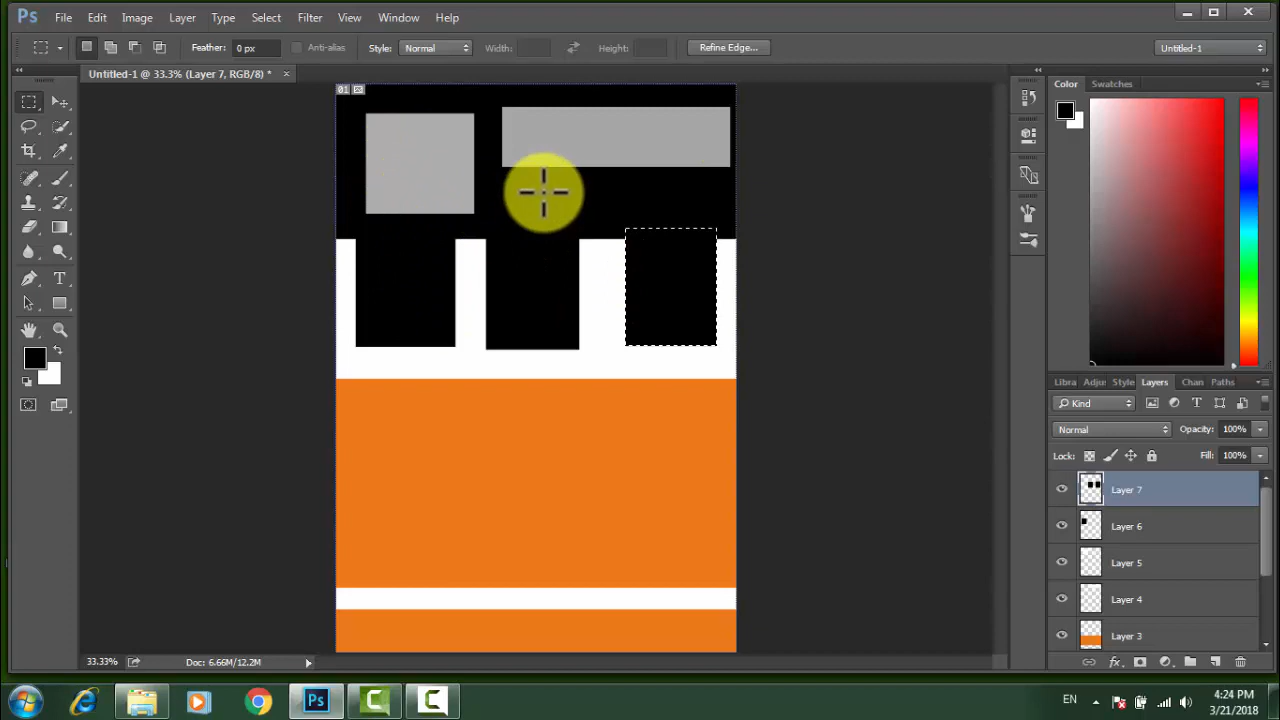 Ps File Edit Image Layer Type Select Filter View Window Help
Feather: 0 px Anti-alias Style: Normal Width: Height: Refine Edge... Untitled-1
Untitled-1 @ 33.3% (Layer 7, RGB/8) *
Color Swatches
01
Libra Adju Style Layers Chan Paths
Kind
Normal Opacity: 100%
Lock: Fill: 100%
Layer 7
Layer 6
Layer 5
Layer 4
Layer 3
33.33% Doc: 6.66M/12.2M
Ps EN 4:24 PM
3/21/2018